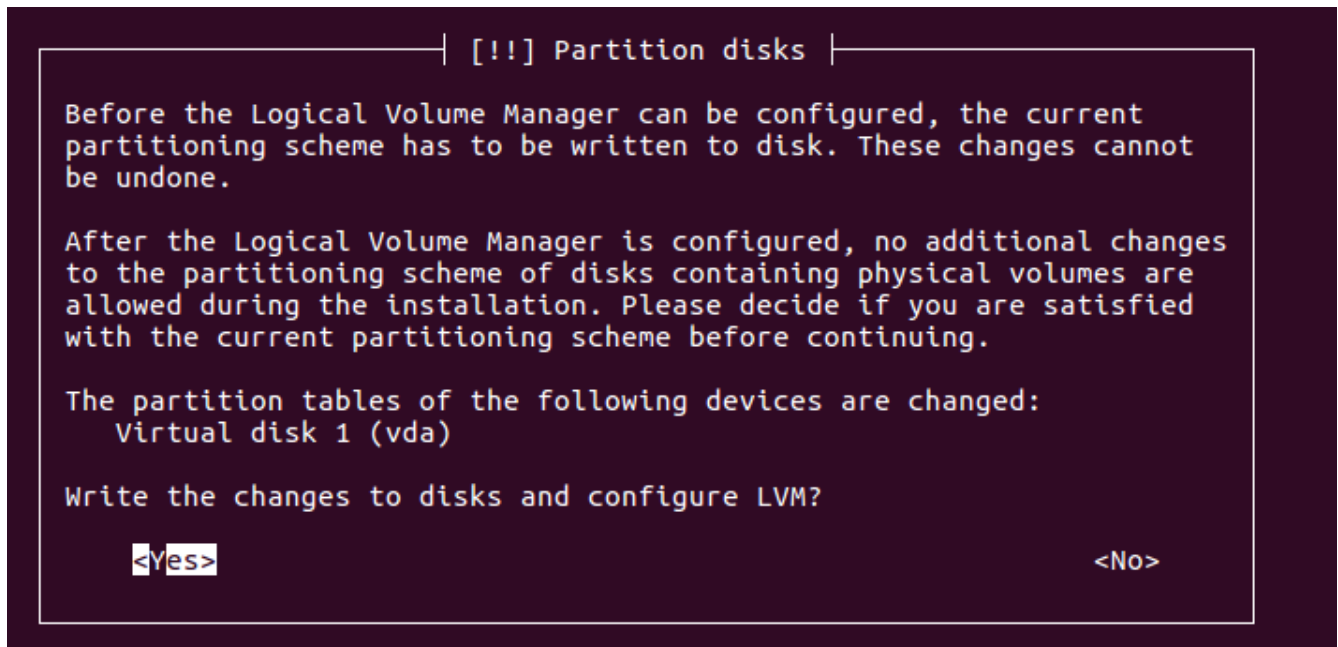 [!!] Partition disks
Before the Logical Volume Manager can be configured, the current
partitioning scheme has to be written to disk. These changes cannot
be undone.
After the Logical Volume Manager is configured, no additional changes
to the partitioning scheme of disks containing physical volumes are
allowed during the installation. Please decide if you are satisfied
with the current partitioning scheme before continuing.
The partition tables of the following devices are changed:
Virtual disk 1 (vda)
Write the changes to disks and configure LVM?
<Yes> <No>